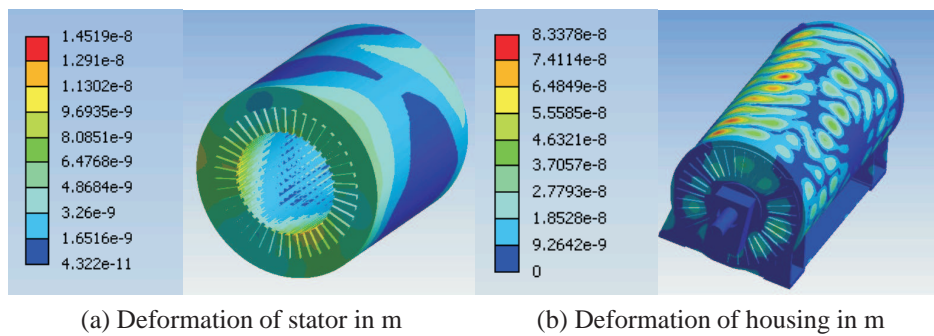 1.4519e-8
1.291e-8
1.1302e-8
9.6935e-9
8.0851e-9
6.4768e-9
4.8684e-9
3.26e-9
1.6516e-9
4.322e-11
8.3378e-8
7.4114e-8
6.4849e-8
5.5585e-8
4.6321e-8
3.7057e-8
2.7793e-8
1.8528e-8
9.2642e-9
0
(a) Deformation of stator in m
(b) Deformation of housing in m